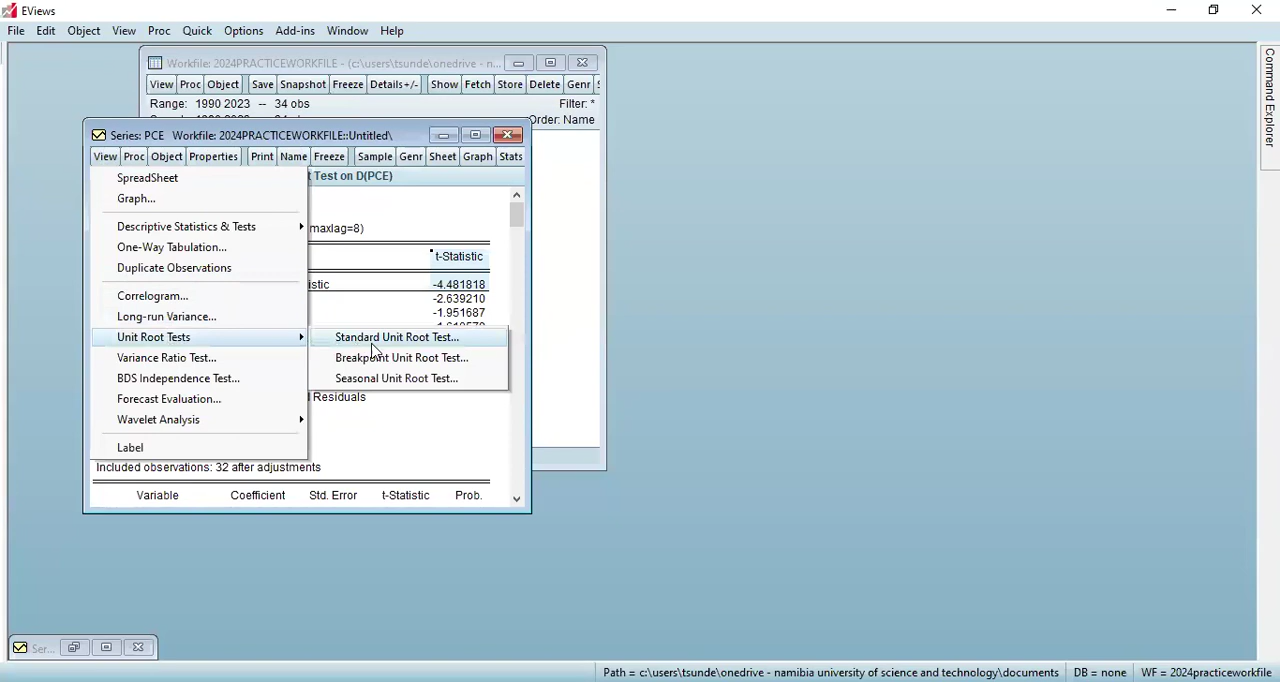 EViews
File Edit Object View Proc Quick Options Add-ins Window Help
Command Explorer
Workfile: 2024PRACTICEWORKFILE - (c:\users\tsunde\onedrive - n...
View Proc Object Save Snapshot Freeze Details+/- Show Fetch Store Delete Genr
Range: 1990 2023 -- 34 obs Filter: *
Order: Name
Series: PCE Workfile: 2024PRACTICEWORKFILE::Untitled\
View Proc Object Properties Print Name Freeze Sample Genr Sheet Graph Stats
Test on D(PCE)
SpreadSheet
Graph...
Descriptive Statistics & Tests
One-Way Tabulation...
Duplicate Observations
Correlogram...
Long-run Variance...
Unit Root Tests
Variance Ratio Test...
BDS Independence Test...
Forecast Evaluation...
Wavelet Analysis
Label
maxlag=8)
t-Statistic
-4.481818
-2.639210
-1.951687
Standard Unit Root Test...
Breakpoint Unit Root Test...
Seasonal Unit Root Test...
Residuals
Included observations: 32 after adjustments
Variable Coefficient Std. Error t-Statistic Prob.
Ser...
Path = c:\users\tsunde\onedrive - namibia university of science and technology\documents DB = none WF = 2024practiceworkfile